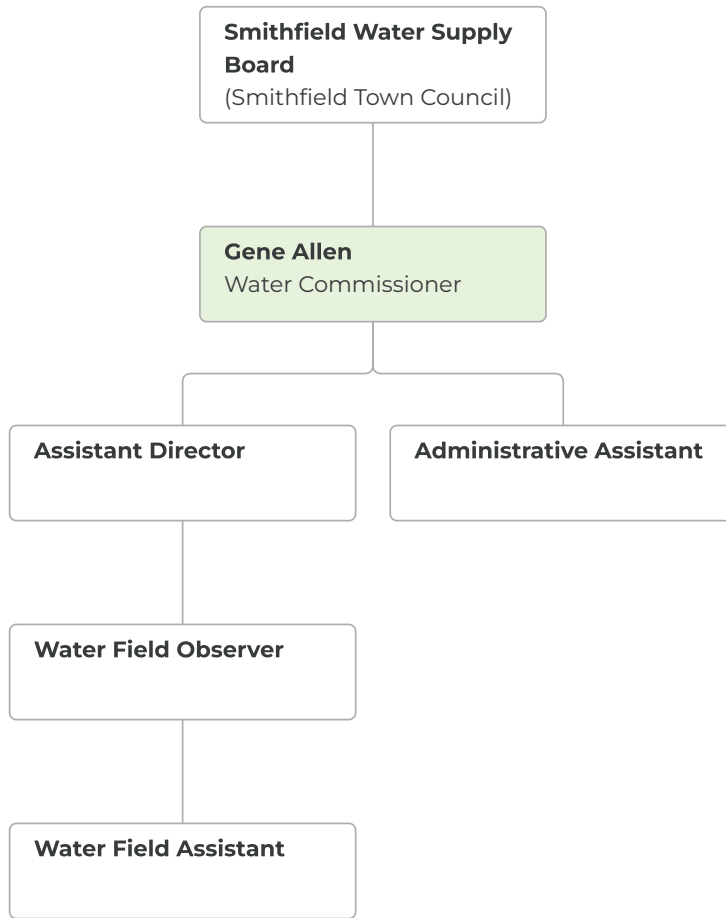 Smithfield Water Supply
Board
(Smithfield Town Council)
Gene Allen
Water Commissioner
Assistant Director
Administrative Assistant
Water Field Observer
Water Field Assistant